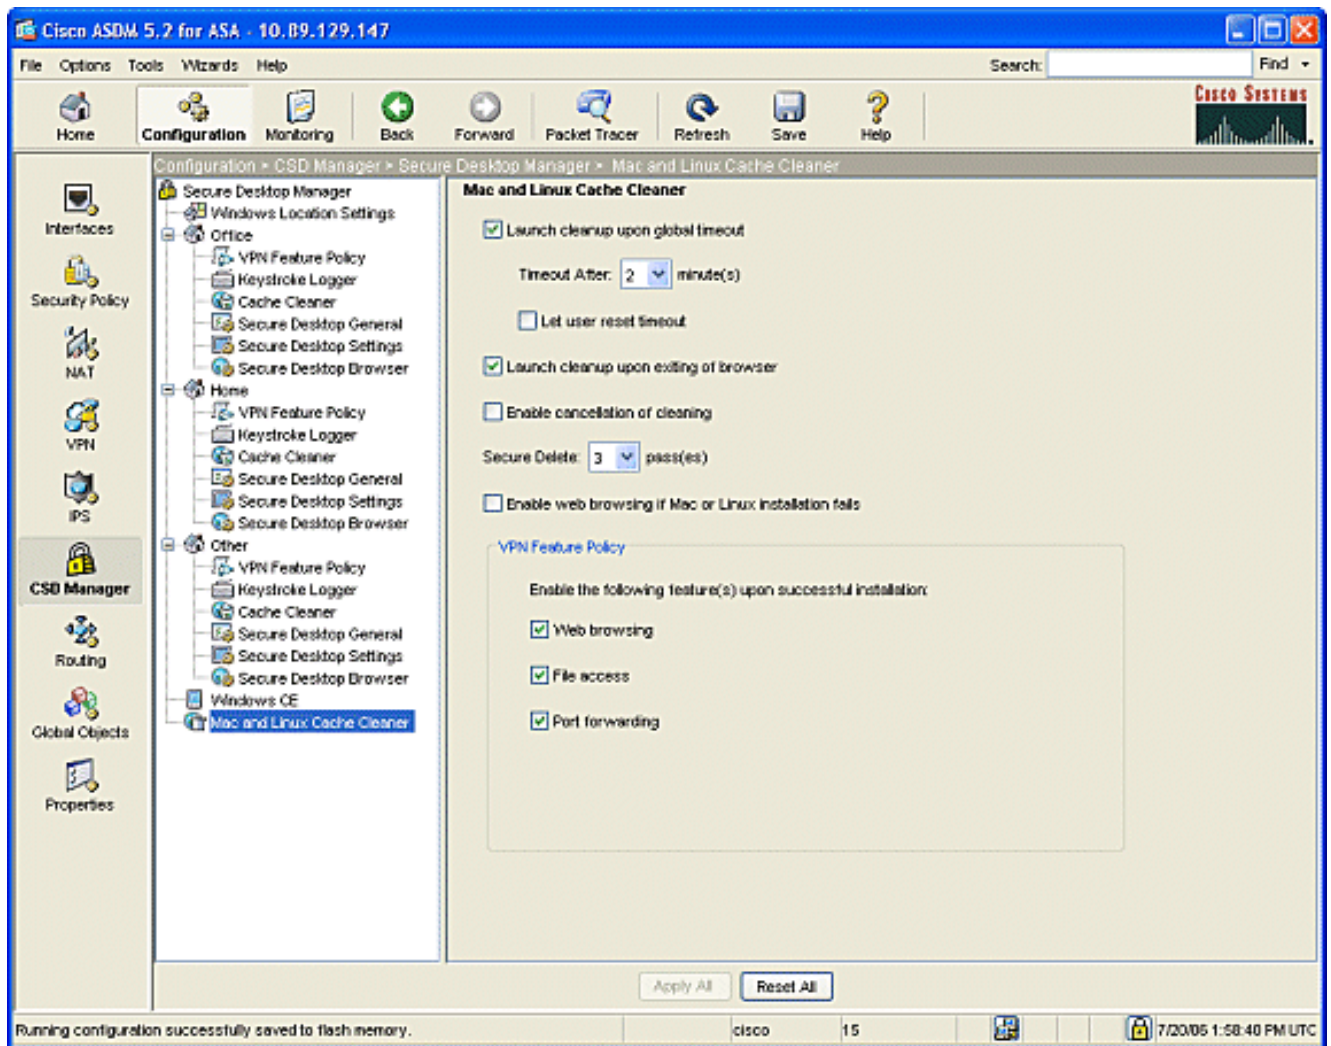 Cisco ASDM 5.2 for ASA - 10.89.129.147
File Options Tools Wizards Help Search: Find
Home Configuration Monitoring Back Forward Packet Tracer Refresh Save Help
CISCO SYSTEMS
Configuration > CSD Manager > Secure Desktop Manager > Mac and Linux Cache Cleaner
Interfaces
Security Policy
NAT
VPN
IPS
CSD Manager
Routing
Global Objects
Properties
Secure Desktop Manager
Windows Location Settings
Office
VPN Feature Policy
Keystroke Logger
Cache Cleaner
Secure Desktop General
Secure Desktop Settings
Secure Desktop Browser
Home
VPN Feature Policy
Keystroke Logger
Cache Cleaner
Secure Desktop General
Secure Desktop Settings
Secure Desktop Browser
Other
VPN Feature Policy
Keystroke Logger
Cache Cleaner
Secure Desktop General
Secure Desktop Settings
Secure Desktop Browser
Windows CE
Mac and Linux Cache Cleaner
Mac and Linux Cache Cleaner
Launch cleanup upon global timeout
Timeout After: 2 minute(s)
Let user reset timeout
Launch cleanup upon exiting of browser
Enable cancellation of cleaning
Secure Delete: 3 pass(es)
Enable web browsing if Mac or Linux installation fails
VPN Feature Policy
Enable the following feature(s) upon successful installation:
Web browsing
File access
Port forwarding
Apply All Reset All
Running configuration successfully saved to flash memory. cisco 15 7/20/06 1:58:40 PM UTC